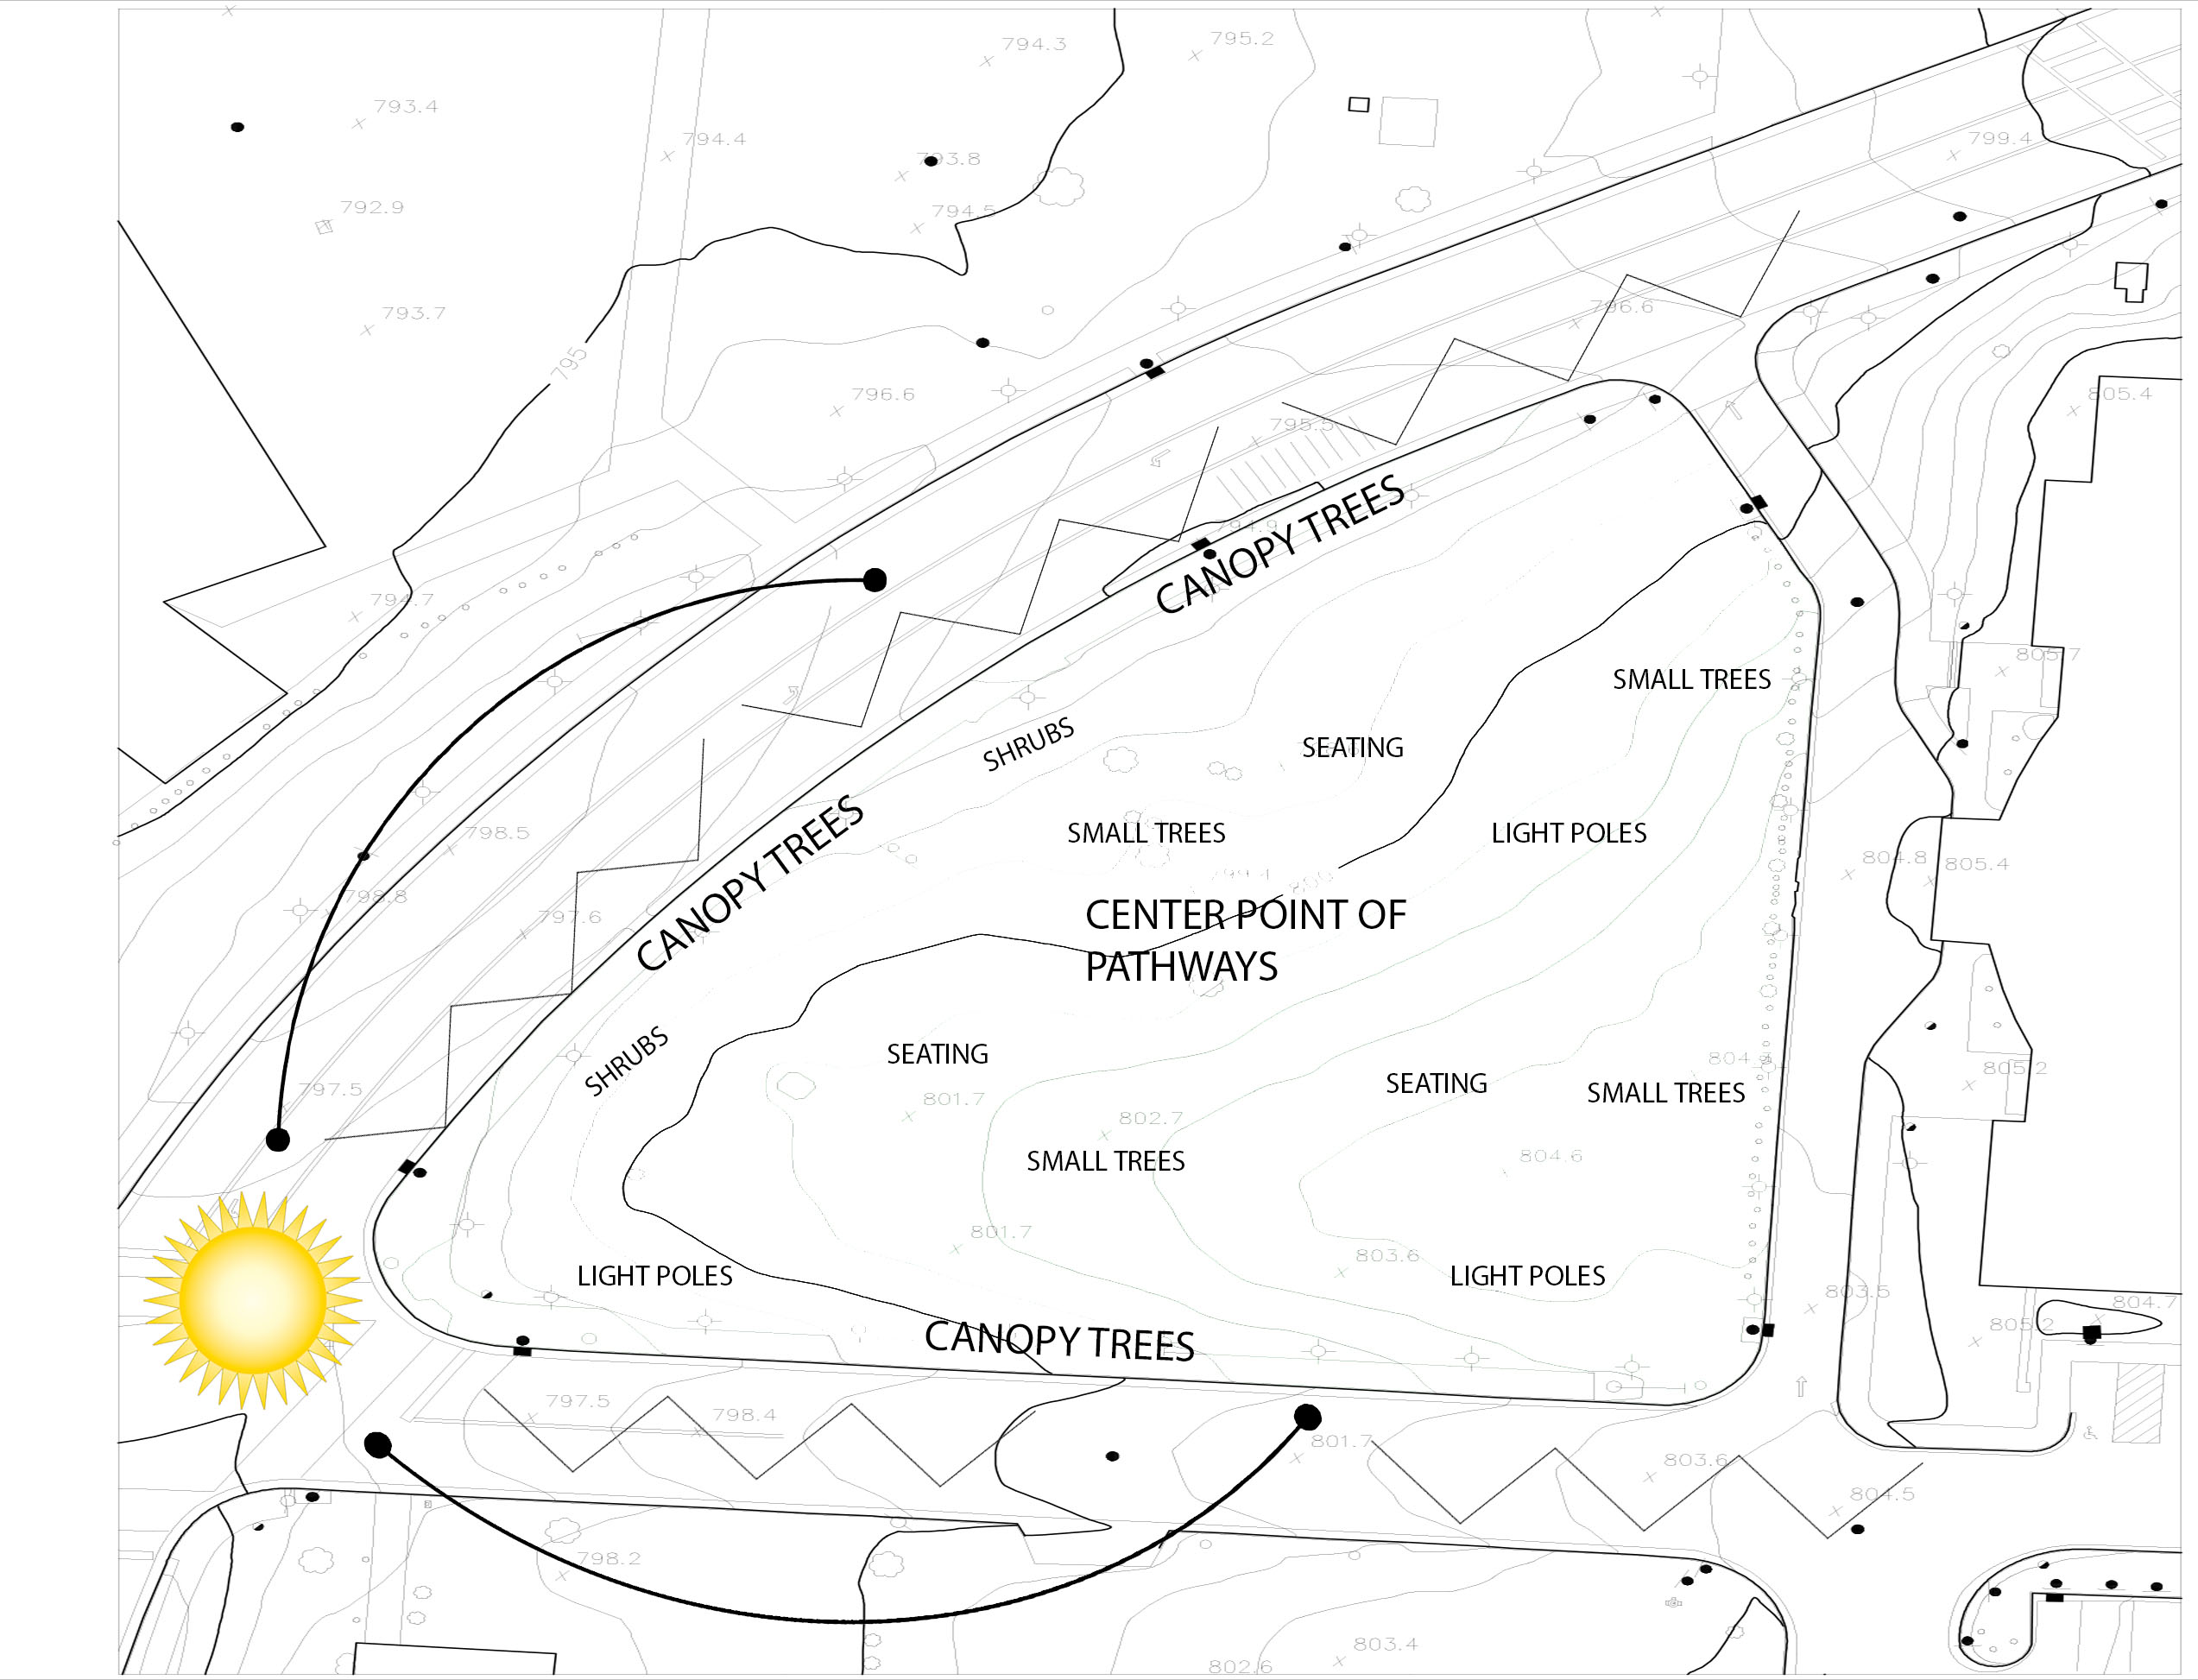 794.3
795.2
793.4
794.4
799.4
793.8
792.9
794.5
793.7
796.6
795
796.6
805.4
795.5
CANOPY TREES
794.9
794.7
805.7
SMALL TREES
SHRUBS
SEATING
798.5
CANOPY TREES
SMALL TREES
LIGHT POLES
804.8
805.4
799.4
798.8
797.6
CENTER POINT OF
PATHWAYS
SHRUBS
SEATING
SEATING
SMALL TREES
805.2
797.5
801.7
802.7
SMALL TREES
804.6
801.7
803.6
LIGHT POLES
LIGHT POLES
803.5
804.7
805.2
CANOPY TREES
797.5
798.4
801.7
803.6
804.5
798.2
803.4
802.6